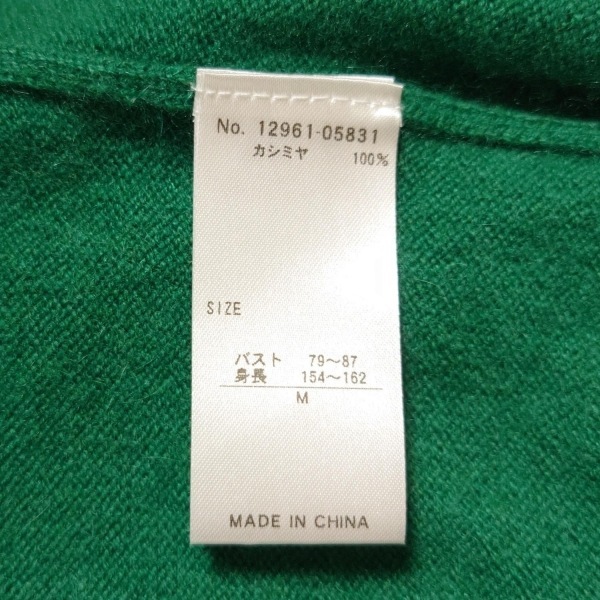 No. 12961-05831
カシミヤ 100%
SIZE
バスト 79～87
身長 154～162
M
MADE IN CHINA